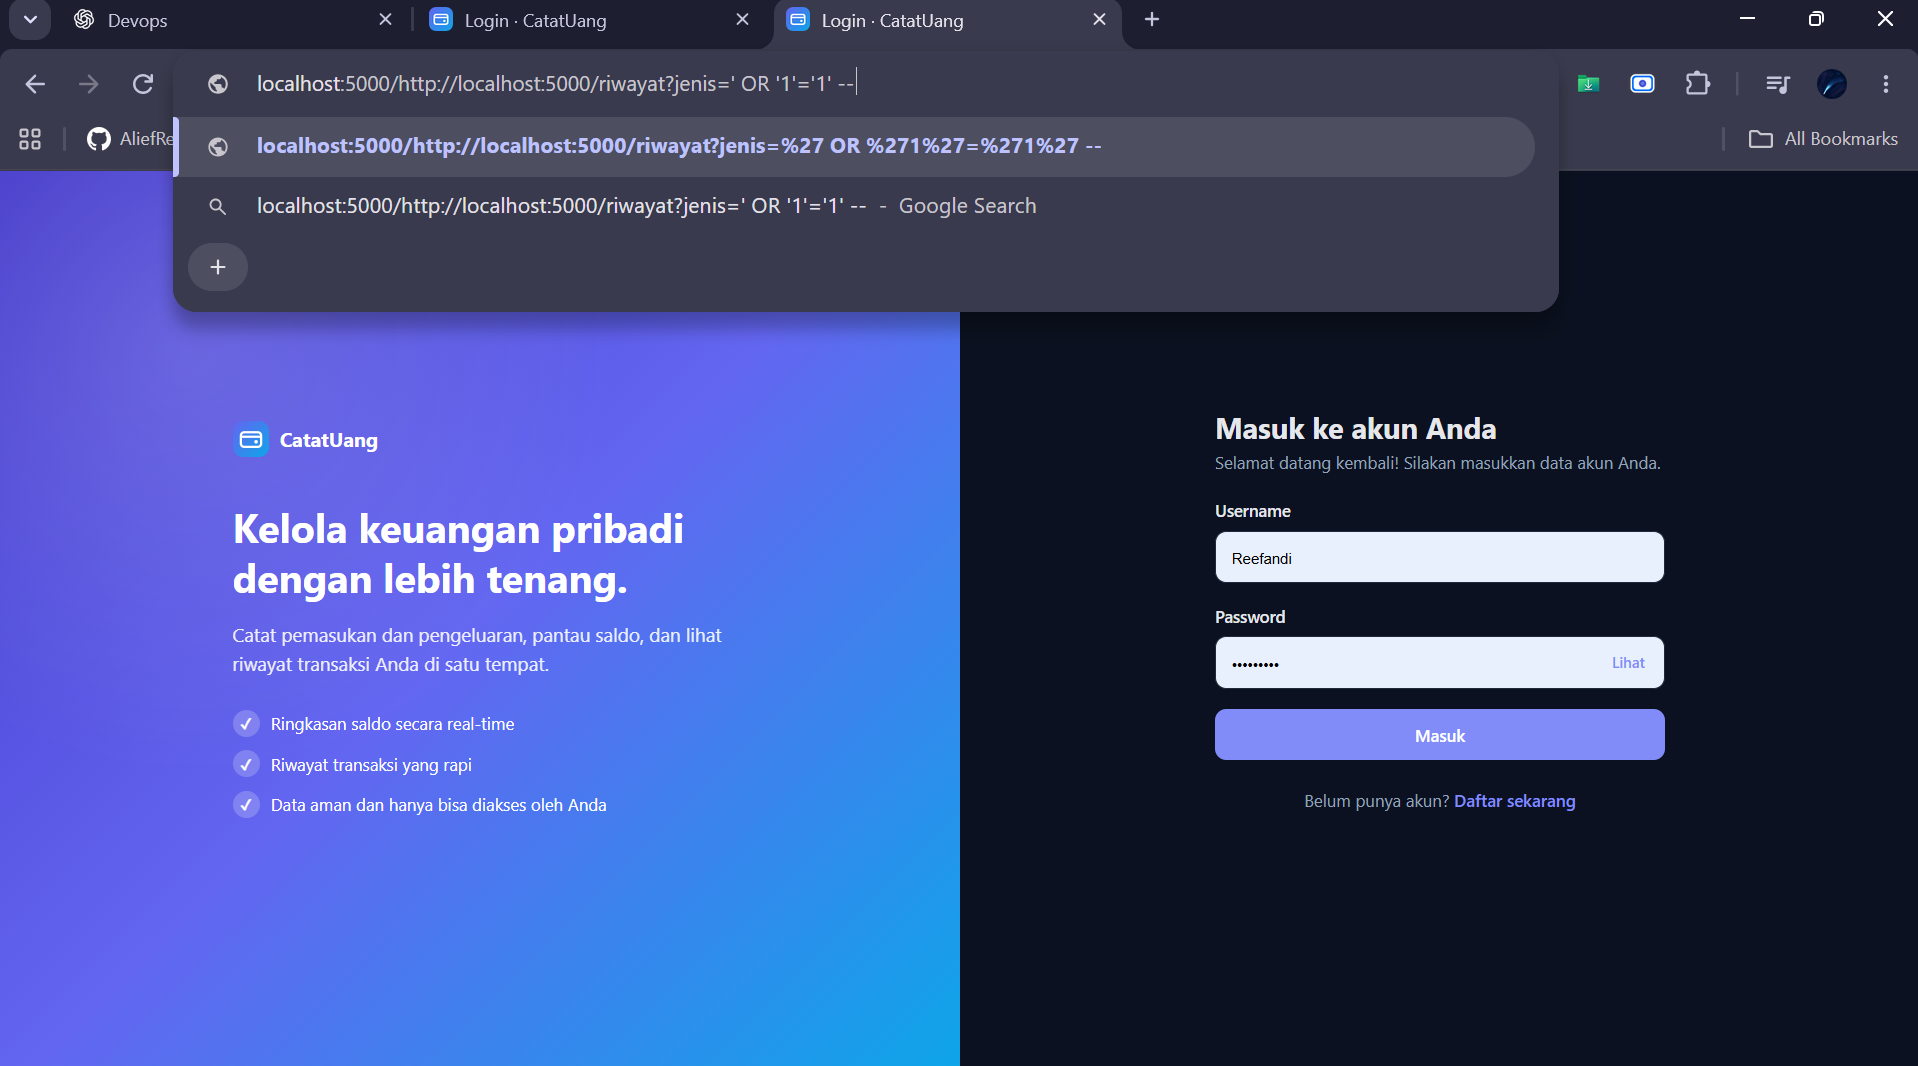 Devops
Login · CatatUang
Login · CatatUang
localhost:5000/http://localhost:5000/riwayat?jenis=' OR '1'='1' --
AliefRe
All Bookmarks
localhost:5000/http://localhost:5000/riwayat?jenis=%27 OR %271%27=%271%27 --
localhost:5000/http://localhost:5000/riwayat?jenis=' OR '1'='1' -- - Google Search
CatatUang
Kelola keuangan pribadi
dengan lebih tenang.
Catat pemasukan dan pengeluaran, pantau saldo, dan lihat
riwayat transaksi Anda di satu tempat.
Ringkasan saldo secara real-time
Riwayat transaksi yang rapi
Data aman dan hanya bisa diakses oleh Anda
Masuk ke akun Anda
Selamat datang kembali! Silakan masukkan data akun Anda.
Username
Reefandi
Password
•••••••••
Lihat
Masuk
Belum punya akun? Daftar sekarang